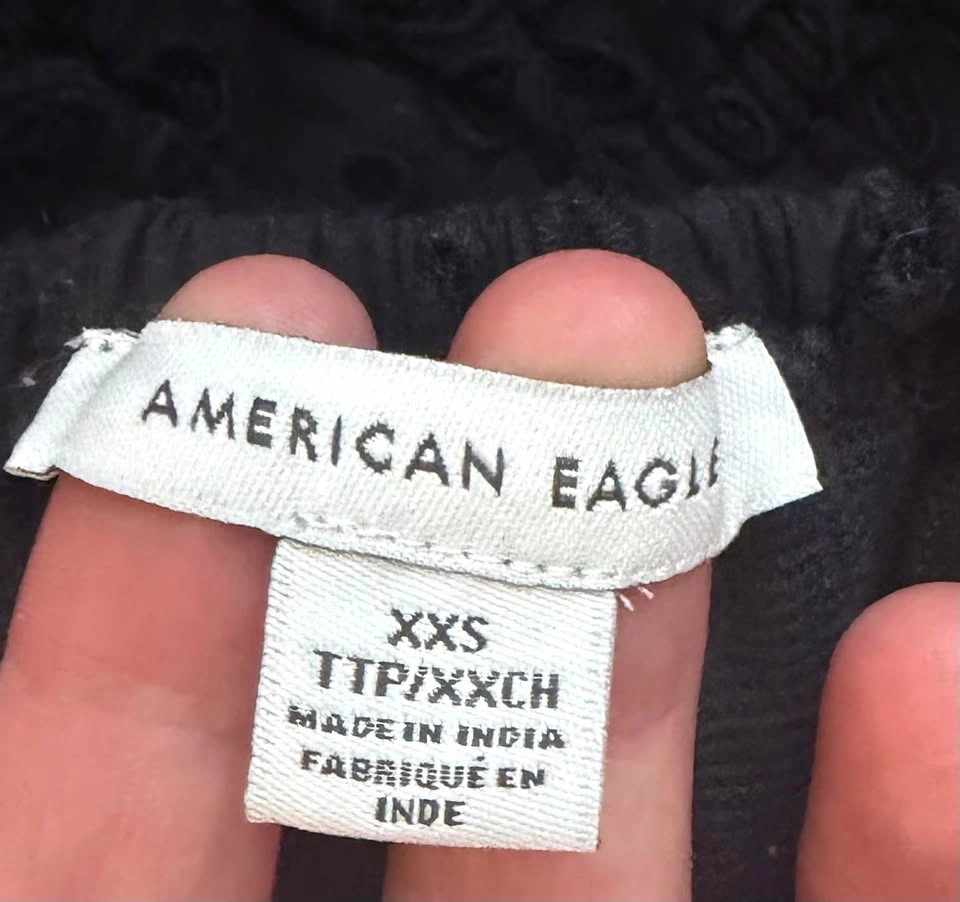 AMERICAN EAGLE
XXS
TTP/XXCH
MADE IN INDIA
FABRIQUÉ EN
INDE